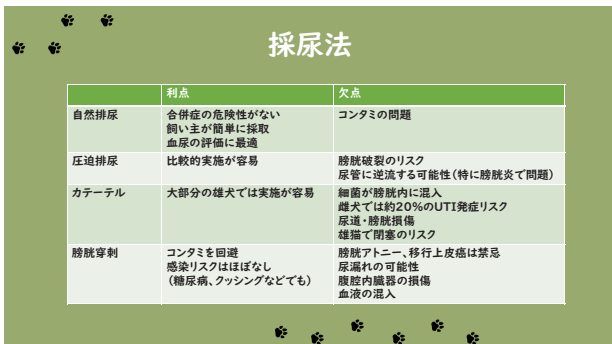 採尿法
利点 欠点
自然排尿 合併症の危険性がない コンタミの問題
飼い主が簡単に採取
血尿の評価に最適
圧迫排尿 比較的実施が容易 膀胱破裂のリスク
尿管に逆流する可能性(特に膀胱炎で問題)
カテーテル 大部分の雄犬では実施が容易 細菌が膀胱内に混入
雌犬では約20%のUTI発症リスク
尿道・膀胱損傷
雄猫で閉塞のリスク
膀胱穿刺 コンタミを回避 膀胱アトニー、移行上皮癌は禁忌
感染リスクはほぼなし 尿漏れの可能性
(糖尿病、クッシングなどでも) 腹腔内臓器の損傷
血液の混入